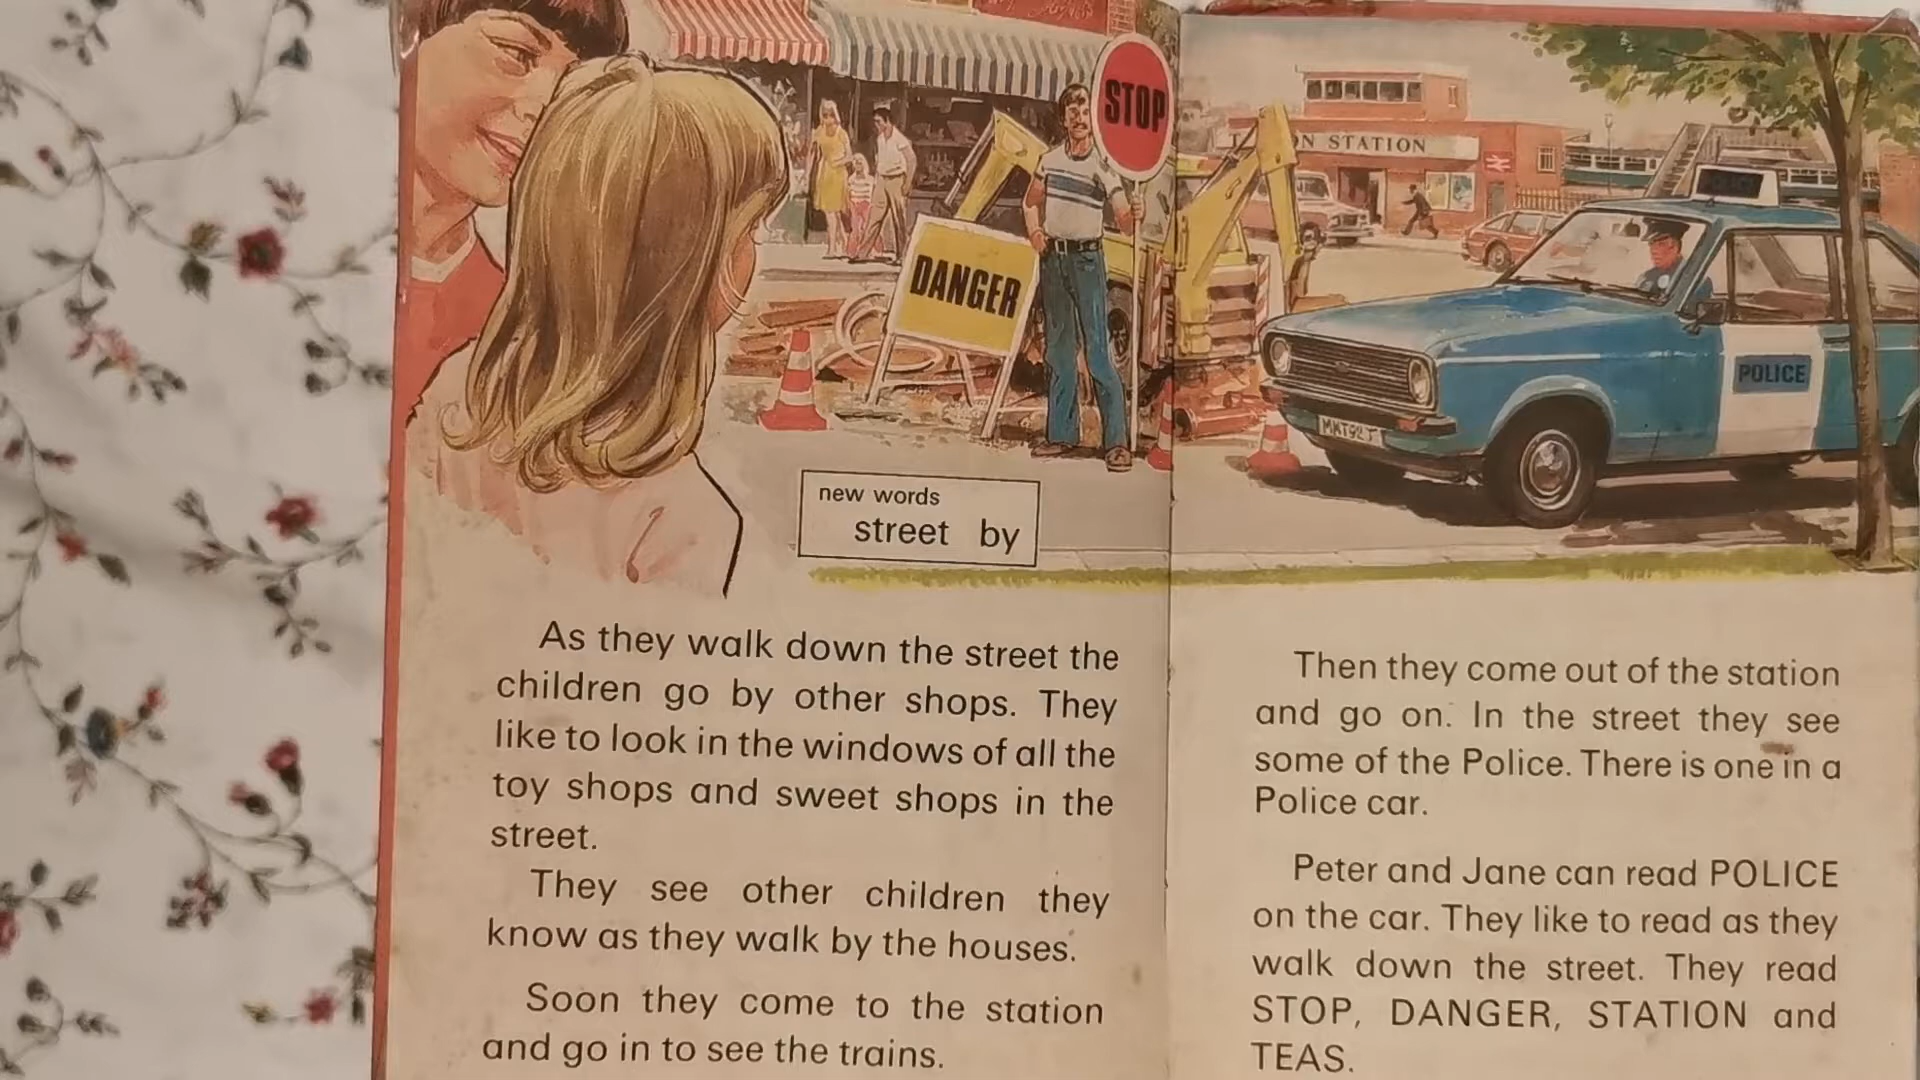 STOP
N STATION
DANGER
POLICE
MKT92T
new words
street by
As they walk down the street the
children go by other shops. They
like to look in the windows of all the
toy shops and sweet shops in the
street.
They see other children they
know as they walk by the houses.
Soon they come to the station
and go in to see the trains.
Then they come out of the station
and go on. In the street they see
some of the Police. There is one in a
Police car.
Peter and Jane can read POLICE
on the car. They like to read as they
walk down the street. They read
STOP, DANGER, STATION and
TEAS.